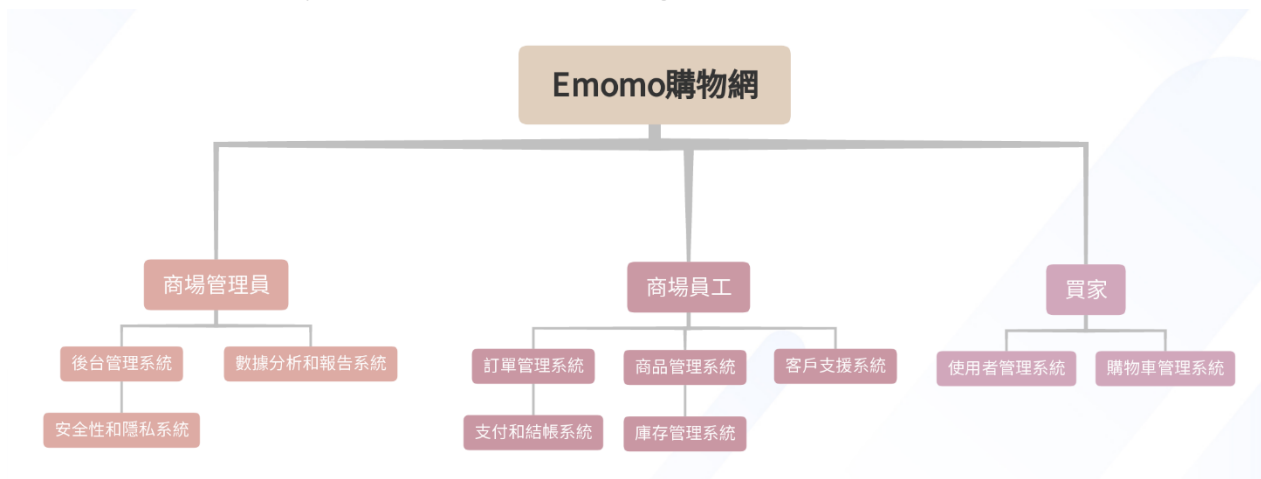 Emomo購物網
商場管理員
商場員工
買家
後台管理系統
數據分析和報告系統
訂單管理系統
商品管理系統
客戶支援系統
使用者管理系統
購物車管理系統
安全性和隱私系統
支付和結帳系統
庫存管理系統